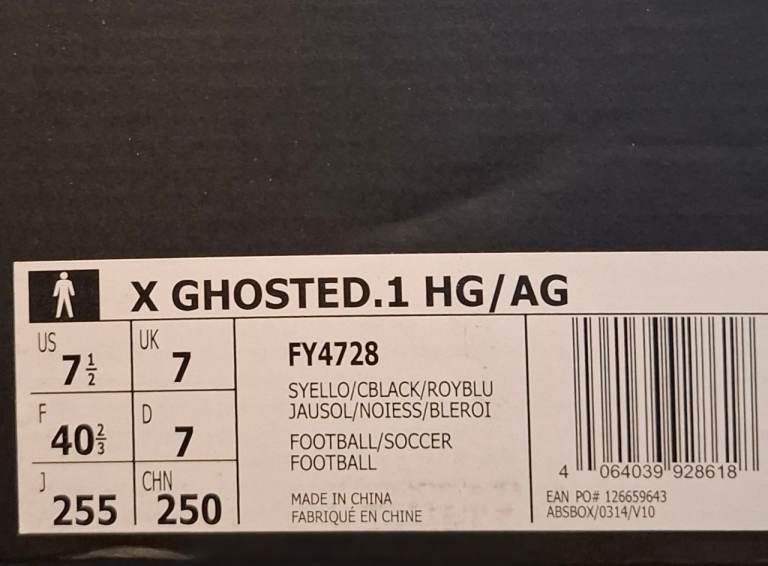 X GHOSTED.1 HG/AG
US 7 1/2
UK 7
F 40 2/3
D 7
J 255
CHN 250
FY4728
SYELLO/CBLACK/ROYBLU
JAUSOL/NOIESS/BLEROI
FOOTBALL/SOCCER
FOOTBALL
MADE IN CHINA
FABRIQUÉ EN CHINE
4 064039 928618
EAN PO# 126659643
ABSBOX/0314/V10